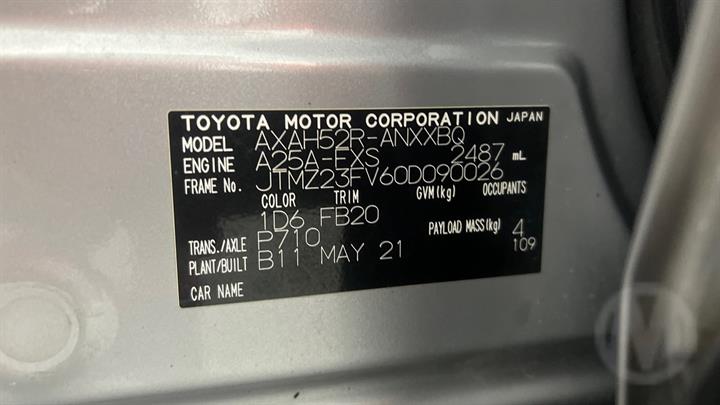 TOYOTA MOTOR CORPORATION JAPAN
MODEL AXAH52R-ANXXBQ
ENGINE A25A-FXS 2487 mL
FRAME No. JTMZ23FV60D090026
COLOR TRIM GVM(kg) OCCUPANTS
1D6 FB20
TRANS./AXLE P710 PAYLOAD MASS(kg) 4
PLANT/BUILT B11 MAY 21 109
CAR NAME
M